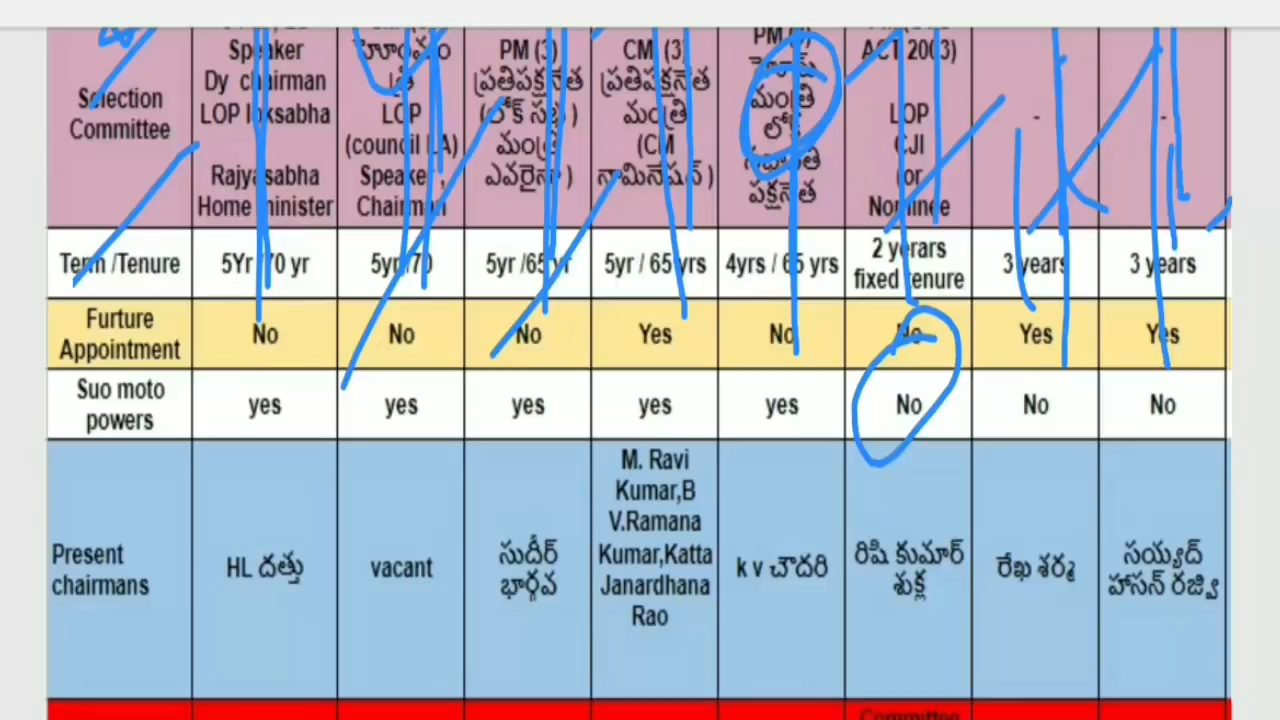 Speaker
Dy chairman
LOP loksabha
Rajyasabha
Home minister
హోంమం
త్రి
LOP
(council LA)
Speaker ,
Chairman
PM (3)
ప్రతిపక్షనేత
(లోక్ సభ )
మంత్రి
ఎవరైనా )
CM (3)
ప్రతిపక్షనేత
మంత్రి
(CM
నామినేషన్ )
మంత్రి
లోక్
పక్షనేత
ACT 2003)
LOP
CJI
(or
Nominee
-
-
Selection
Committee
Term /Tenure
5Yr /70 yr
5yr /70
5yr /65 yr
5yr / 65 yrs
4yrs / 65 yrs
2 yerars
fixed tenure
3 years
3 years
Furture
Appointment
No
No
No
Yes
No
No
Yes
Yes
Suo moto
powers
yes
yes
yes
yes
yes
No
No
No
Present
chairmans
HL దత్తు
vacant
సుదీర్
భార్గవ
M. Ravi
Kumar,B
V.Ramana
Kumar,Katta
Janardhana
Rao
k v చౌదరి
రిషి కుమార్
శుక్ల
రేఖ శర్మ
సయ్యద్
హాసన్ రజ్వి